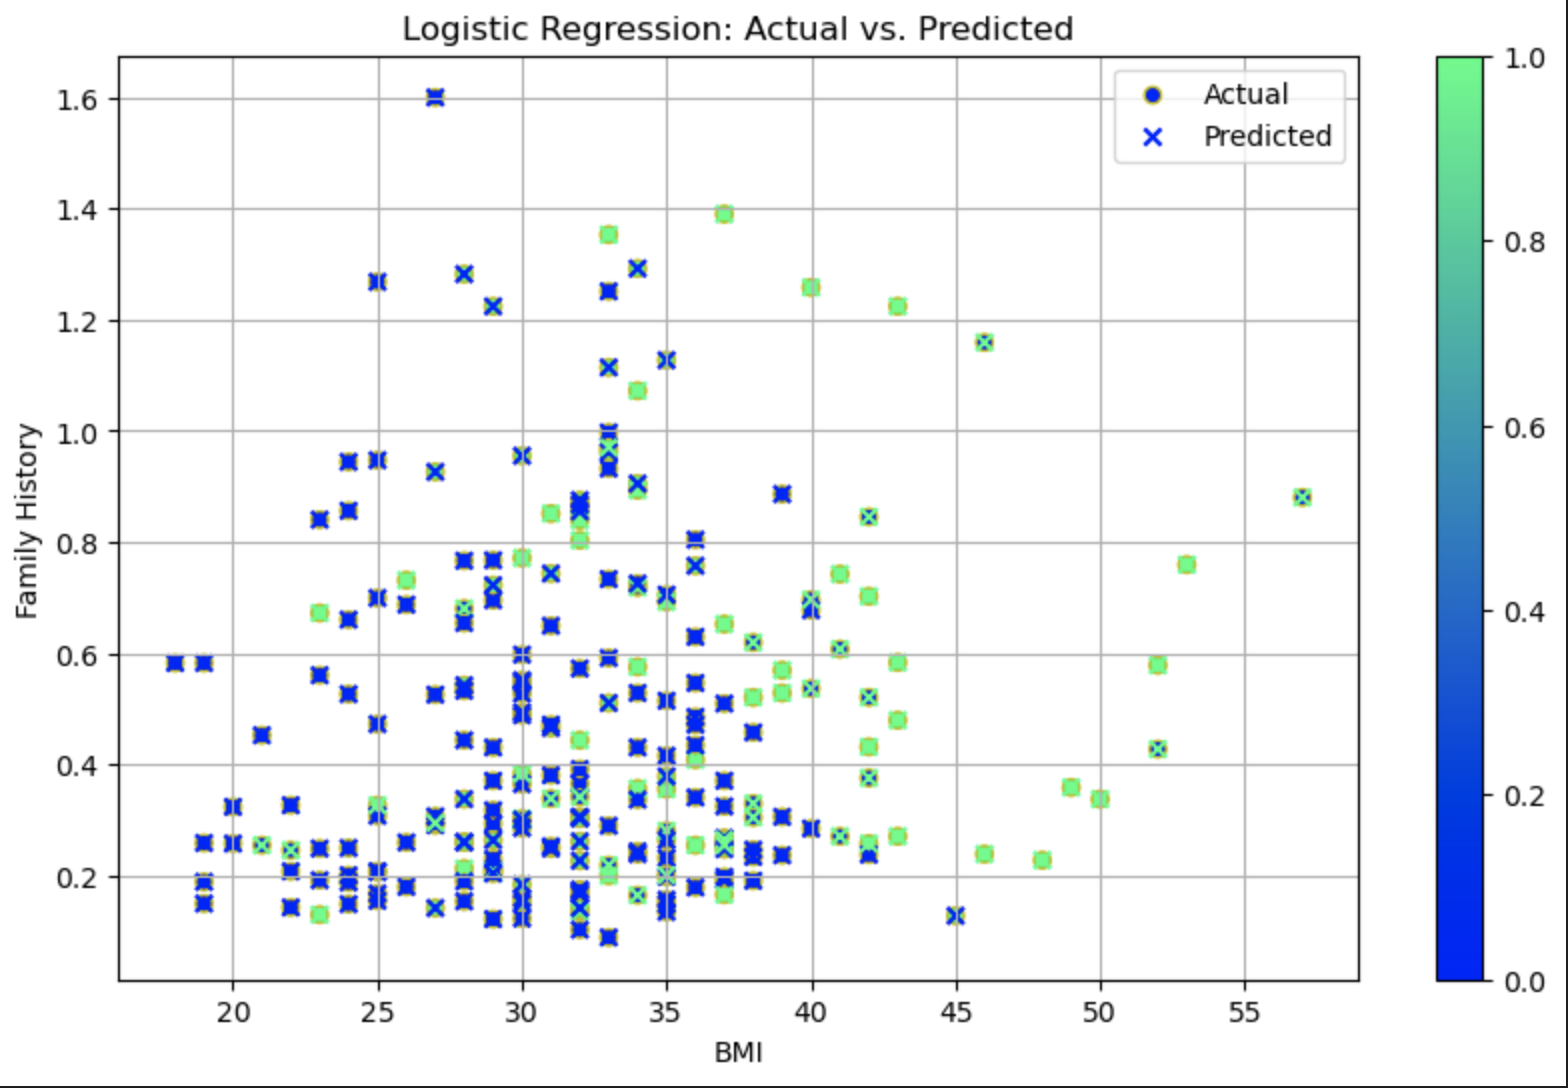 Logistic Regression: Actual vs. Predicted
Actual
Predicted
Family History
1.6
1.4
1.2
1.0
0.8
0.6
0.4
0.2
20 25 30 35 40 45 50 55
BMI
1.0
0.8
0.6
0.4
0.2
0.0